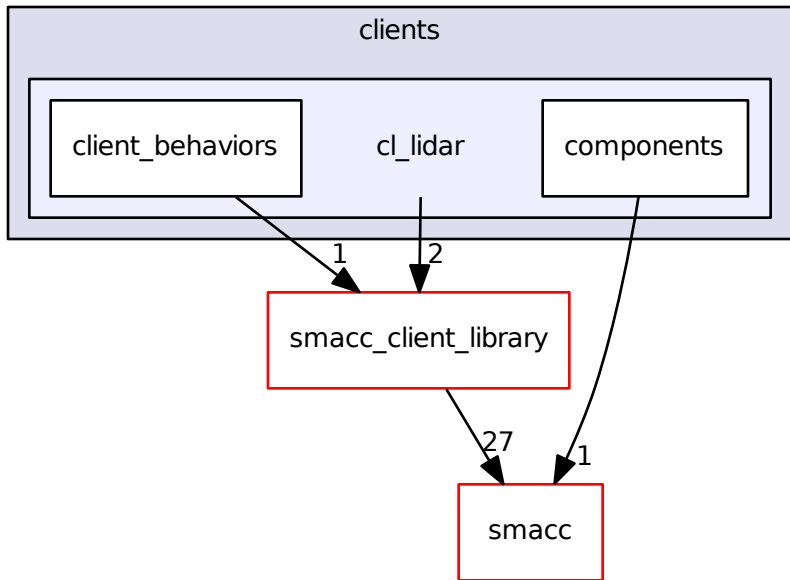 clients
client_behaviors
cl_lidar
components
1
2
smacc_client_library
27
1
smacc